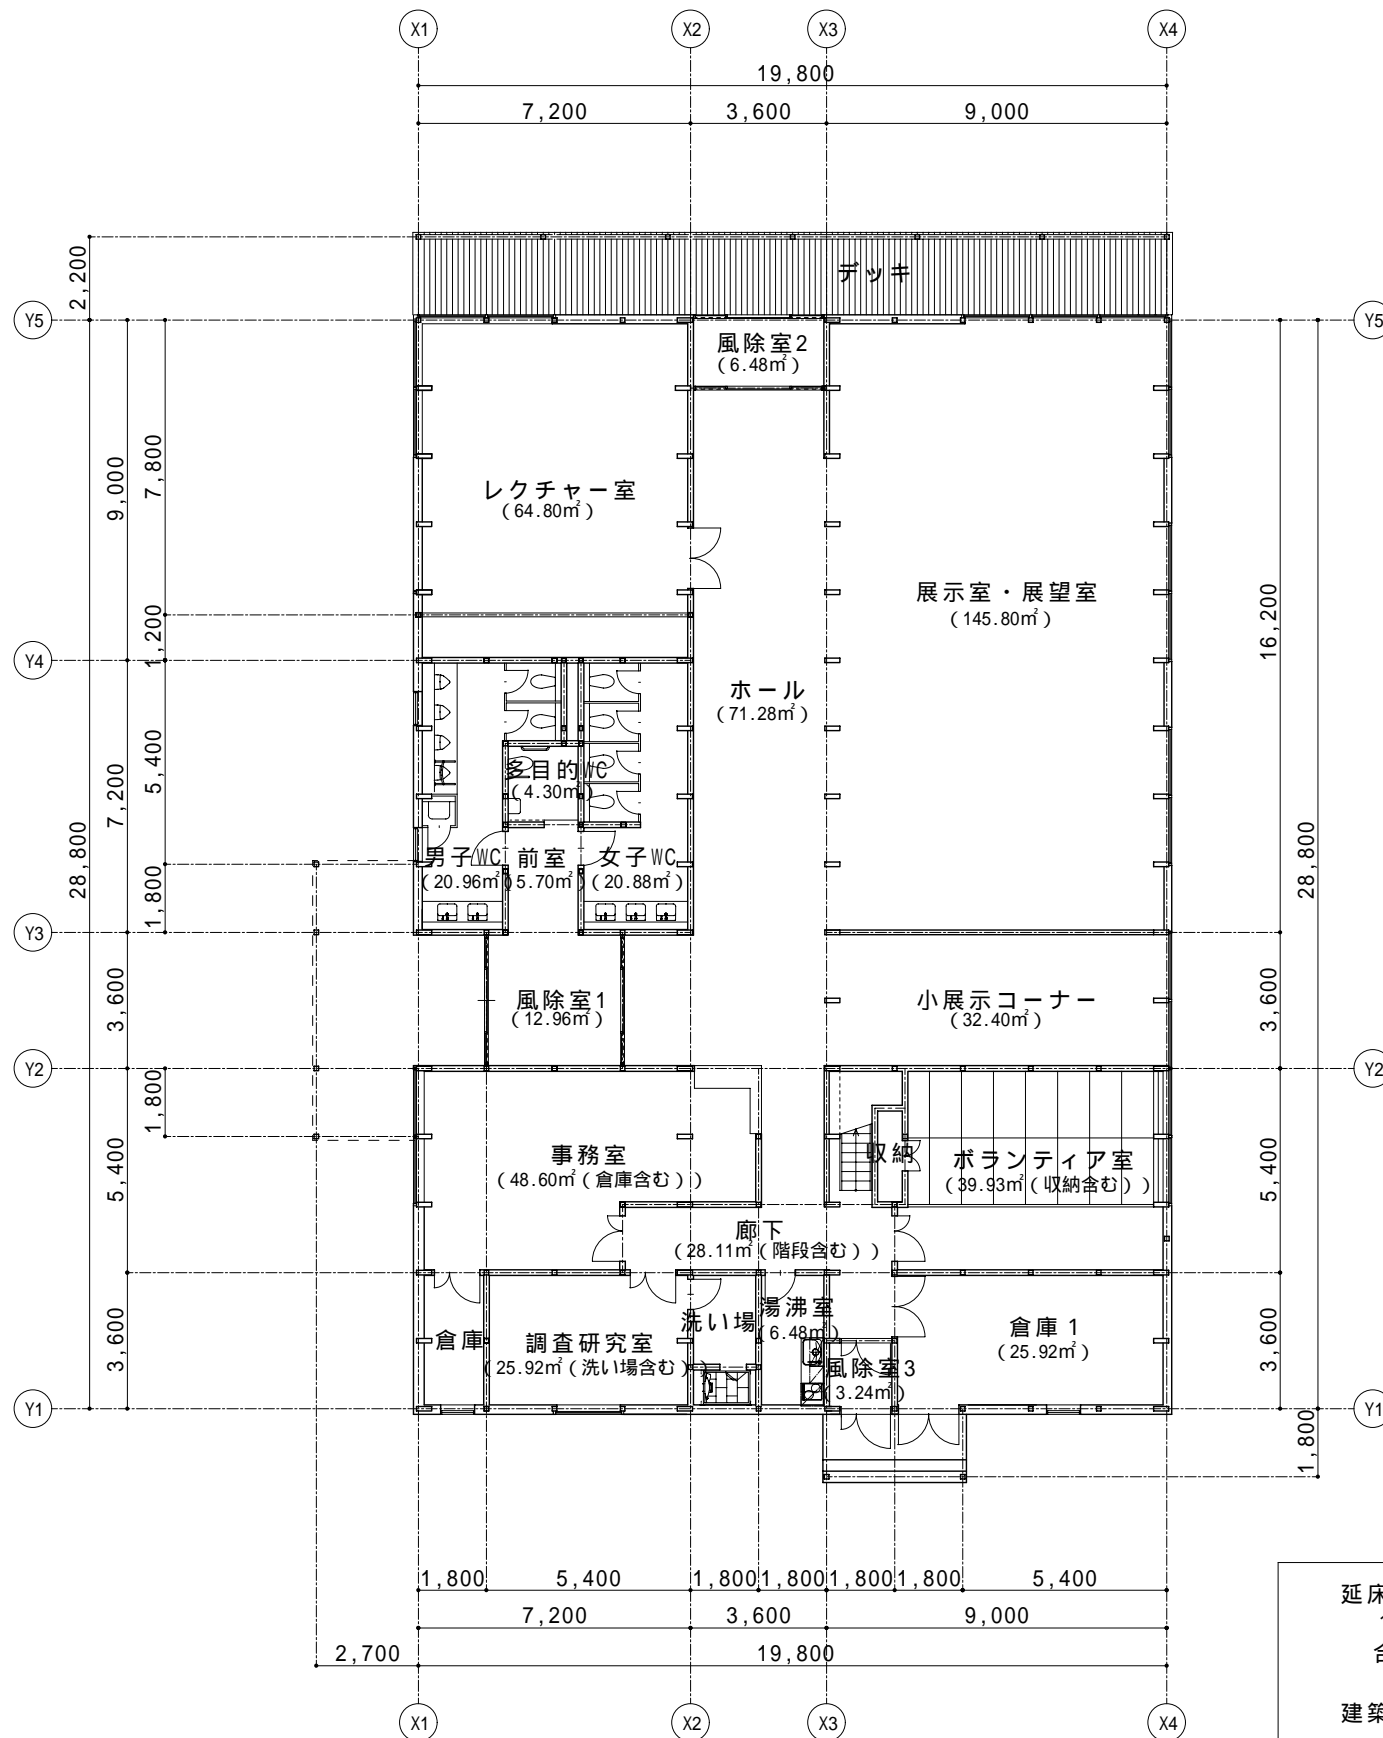 X1 X2 X3 X4
19,800
7,200 3,600 9,000
2,200
デッキ
Y5 Y5
風除室2
(6.48㎡)
9,000 7,800
レクチャー室
(64.80㎡)
展示室・展望室
(145.80㎡)
16,200
1,200
Y4
ホール
(71.28㎡)
5,400
7,200
多目的WC
(4.30㎡)
28,800 28,800
男子WC 前室 女子WC
(20.96㎡) (5.70㎡) (20.88㎡)
1,800
Y3
風除室1
(12.96㎡)
小展示コーナー
(32.40㎡)
3,600 3,600
Y2 Y2
1,800
事務室
(48.60㎡(倉庫含む))
収納
ボランティア室
(39.93㎡(収納含む))
5,400 5,400
廊下
(28.11㎡(階段含む))
湯沸室
(6.48㎡)
洗い場
倉庫
調査研究室
(25.92㎡(洗い場含む))
倉庫1
(25.92㎡)
風除室3
(3.24㎡)
3,600 3,600
Y1 Y1
1,800
1,800 5,400 1,800 1,800 1,800 1,800 5,400
7,200 3,600 9,000
2,700 19,800
X1 X2 X3 X4
延床
建築